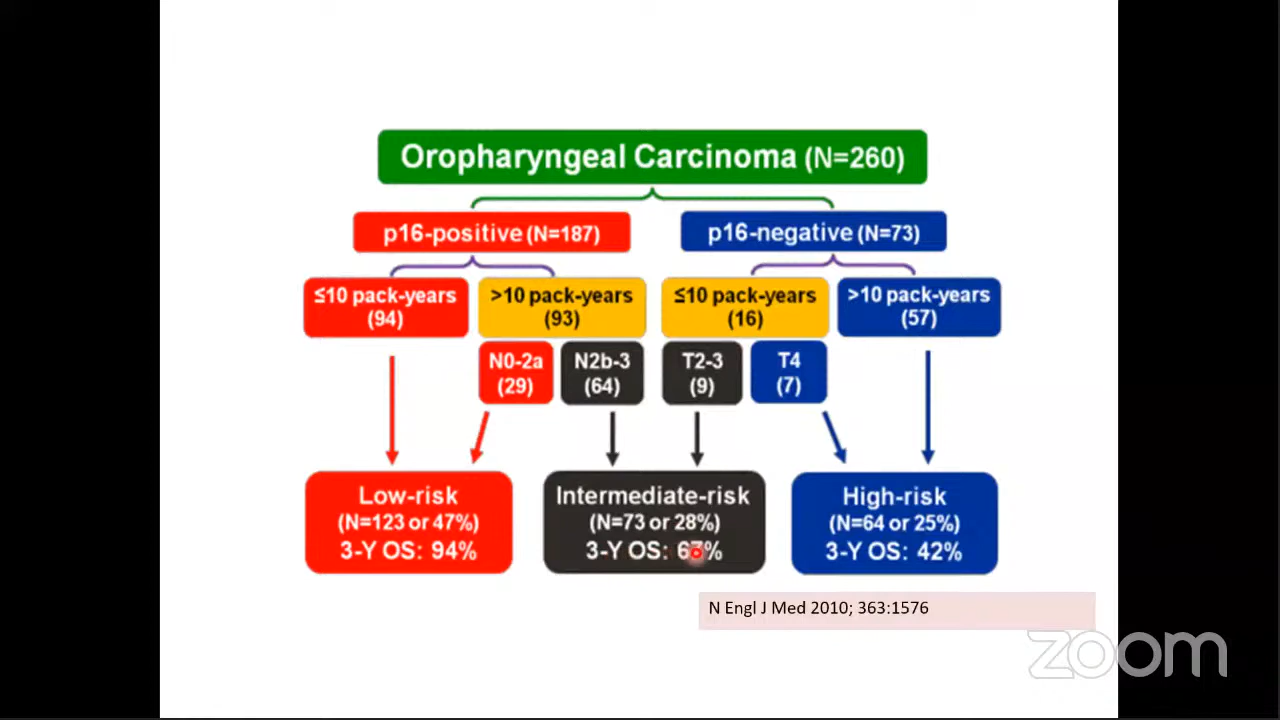 Oropharyngeal Carcinoma (N=260)
p16-positive (N=187)
p16-negative (N=73)
≤10 pack-years
(94)
>10 pack-years
(93)
≤10 pack-years
(16)
>10 pack-years
(57)
N0-2a
(29)
N2b-3
(64)
T2-3
(9)
T4
(7)
Low-risk
(N=123 or 47%)
3-Y OS: 94%
Intermediate-risk
(N=73 or 28%)
3-Y OS: 67%
High-risk
(N=64 or 25%)
3-Y OS: 42%
N Engl J Med 2010; 363:1576
zoom